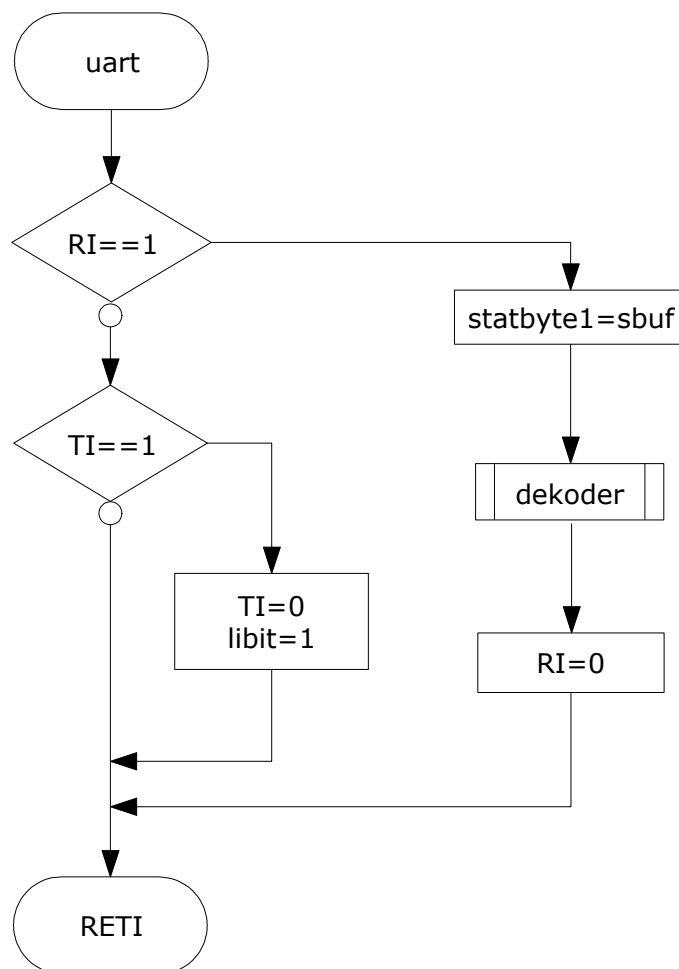 uart
RI==1
statbyte1=sbuf
TI==1
dekoder
TI=0
libit=1
RI=0
RETI